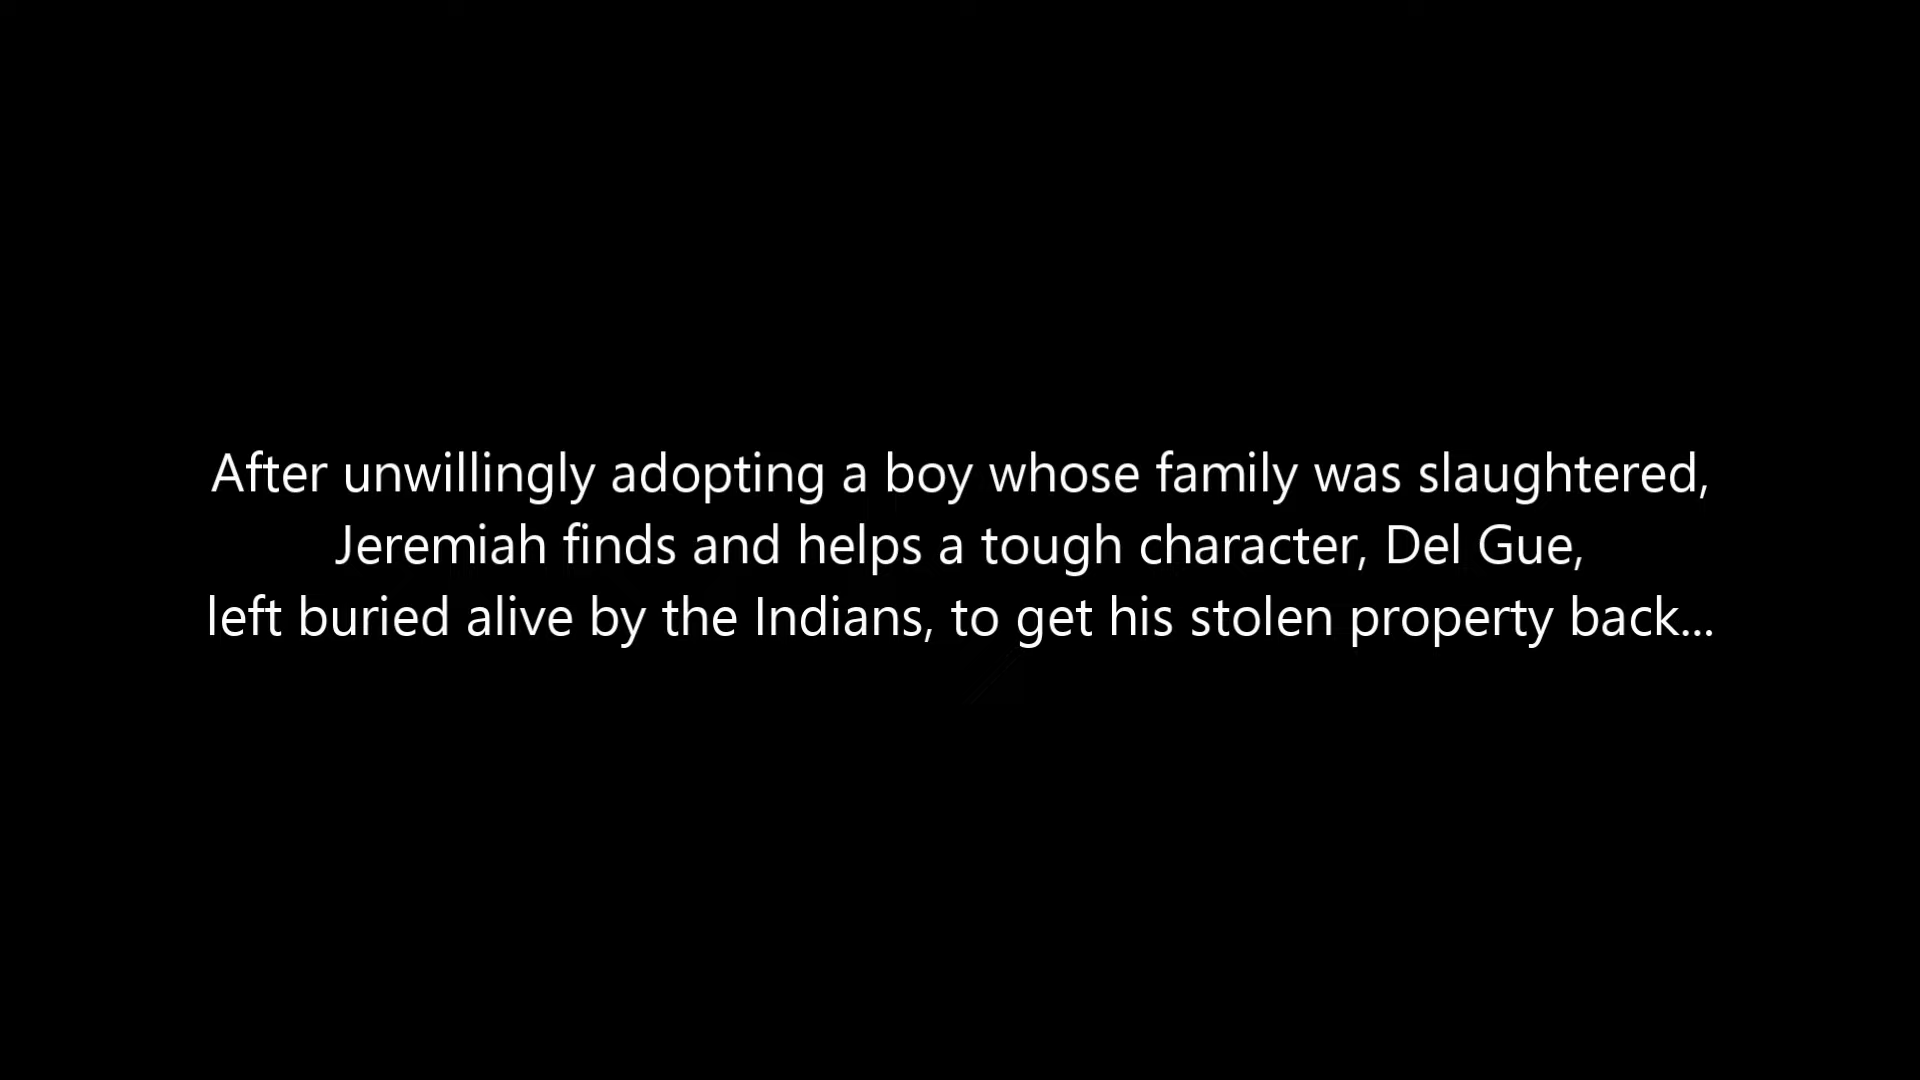 After unwillingly adopting a boy whose family was slaughtered,
Jeremiah finds and helps a tough character, Del Gue,
left buried alive by the Indians, to get his stolen property back...